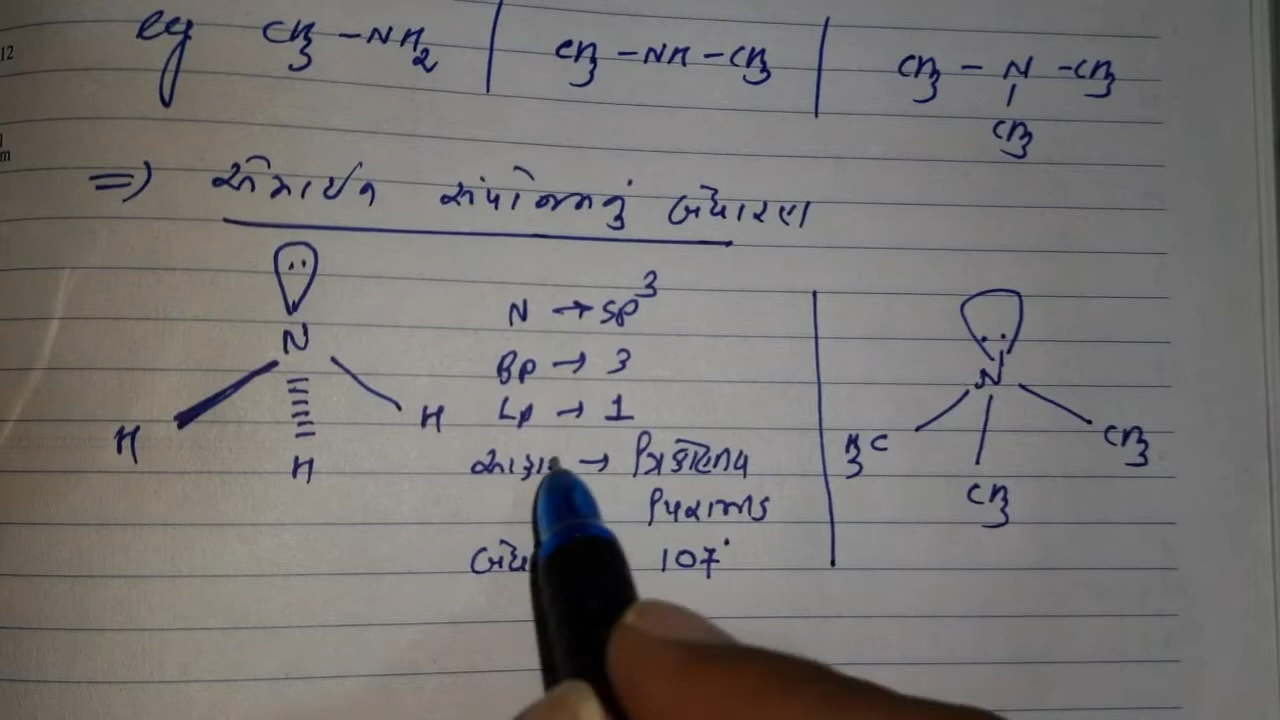 eg CH3 -NH2 | CH3 -NH -CH3 | CH3 - N -CH3
CH3
=> એમાઈન સંયોજનનું બંધારણ
N
H H
H
N → sp3
BP → 3
LP → 1
→ ત્રિકોણીય
પિરામિડ
107°
N
H3C CH3
CH3
12
m